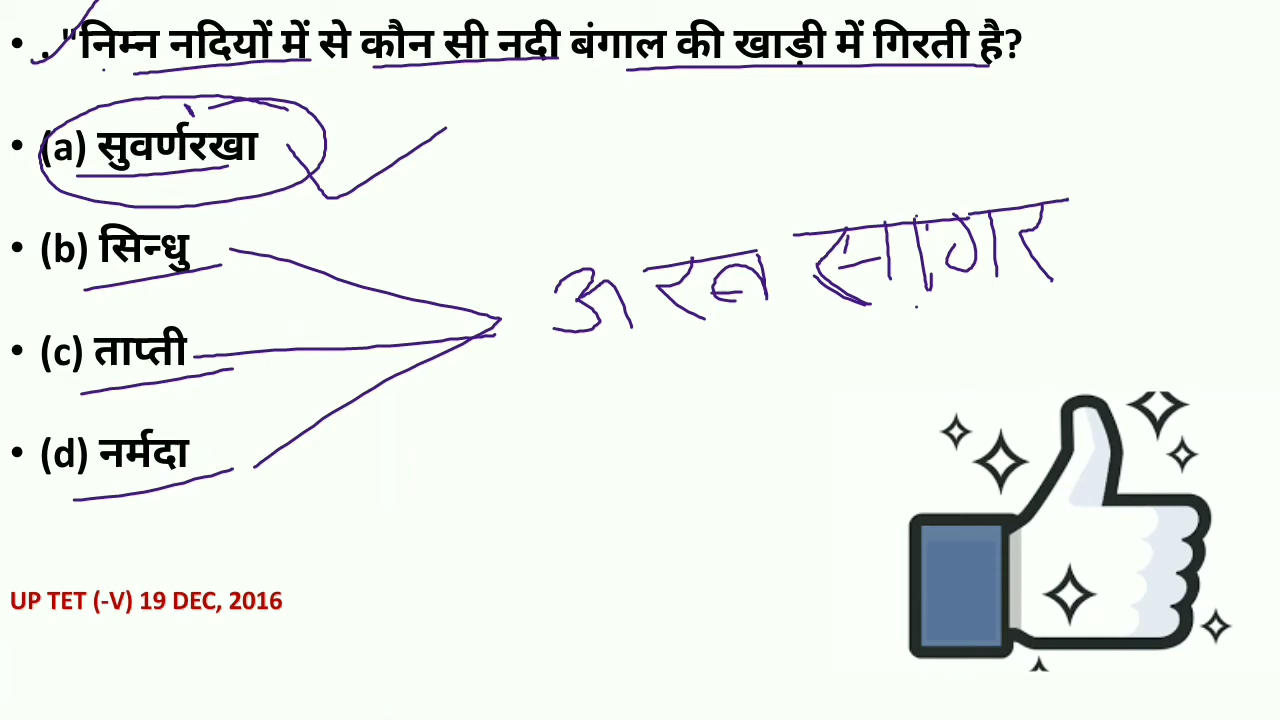 • . "निम्न नदियों में से कौन सी नदी बंगाल की खाड़ी में गिरती है?
• (a) सुवर्णरखा
• (b) सिन्धु
अरब सागर
• (c) ताप्ती
• (d) नर्मदा
UP TET (-V) 19 DEC, 2016